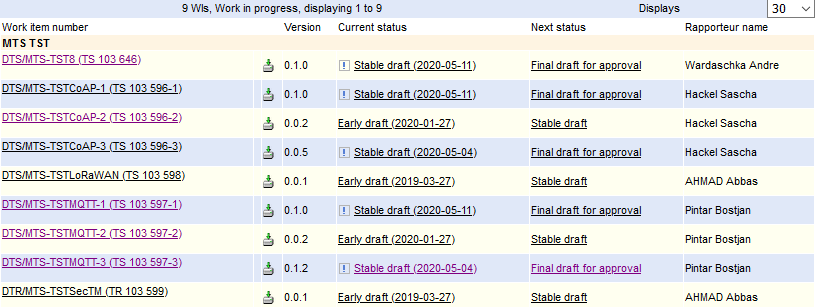 9 WIs, Work in progress, displaying 1 to 9 Displays 30
Work item number Version Current status Next status Rapporteur name
MTS TST
DTS/MTS-TST8 (TS 103 646) 0.1.0 Stable draft (2020-05-11) Final draft for approval Wardaschka Andre
DTS/MTS-TSTCoAP-1 (TS 103 596-1) 0.1.0 Stable draft (2020-05-11) Final draft for approval Hackel Sascha
DTS/MTS-TSTCoAP-2 (TS 103 596-2) 0.0.2 Early draft (2020-01-27) Stable draft Hackel Sascha
DTS/MTS-TSTCoAP-3 (TS 103 596-3) 0.0.5 Stable draft (2020-05-04) Final draft for approval Hackel Sascha
DTS/MTS-TSTLoRaWAN (TS 103 598) 0.0.1 Early draft (2019-03-27) Stable draft AHMAD Abbas
DTS/MTS-TSTMQTT-1 (TS 103 597-1) 0.1.0 Stable draft (2020-05-11) Final draft for approval Pintar Bostjan
DTS/MTS-TSTMQTT-2 (TS 103 597-2) 0.0.2 Early draft (2020-01-27) Stable draft Pintar Bostjan
DTS/MTS-TSTMQTT-3 (TS 103 597-3) 0.1.2 Stable draft (2020-05-04) Final draft for approval Pintar Bostjan
DTR/MTS-TSTSecTM (TR 103 599) 0.0.1 Early draft (2019-03-27) Stable draft AHMAD Abbas